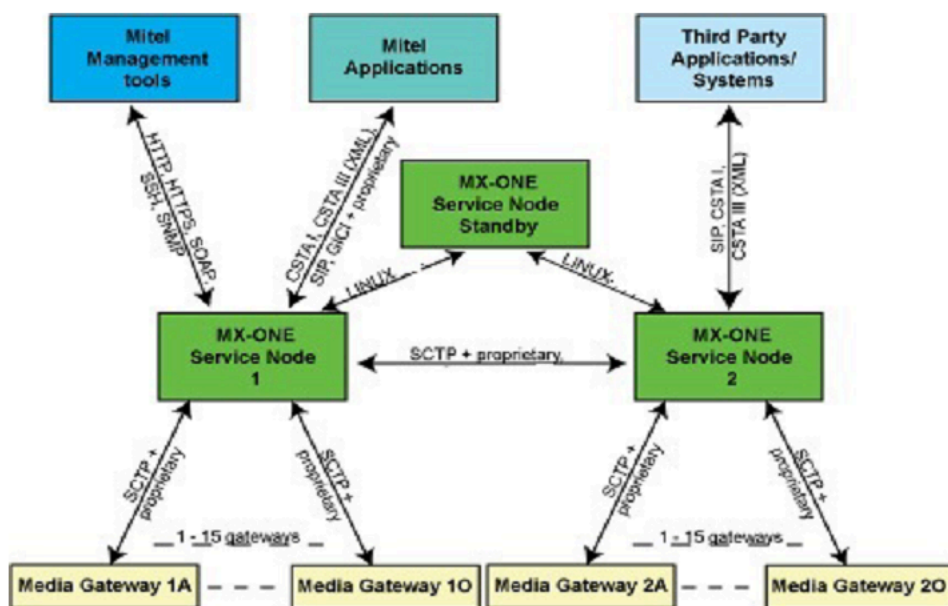 Mitel
Management
tools
Mitel
Applications
Third Party
Applications/
Systems
HTTP, HTTPS, SOAP,
SSH, SNMP
CSTA I, CSTA III (XML),
SIP, GICI + proprietary
SIP, CSTA I,
CSTA III (XML)
MX-ONE
Service Node
Standby
LINUX, . .
LINUX, . .
MX-ONE
Service Node
1
SCTP + proprietary,
MX-ONE
Service Node
2
SCTP +
proprietary
SCTP +
proprietary
SCTP +
proprietary
SCTP +
proprietary
1 - 15 gateways
1 - 15 gateways
Media Gateway 1A
Media Gateway 1O
Media Gateway 2A
Media Gateway 2O